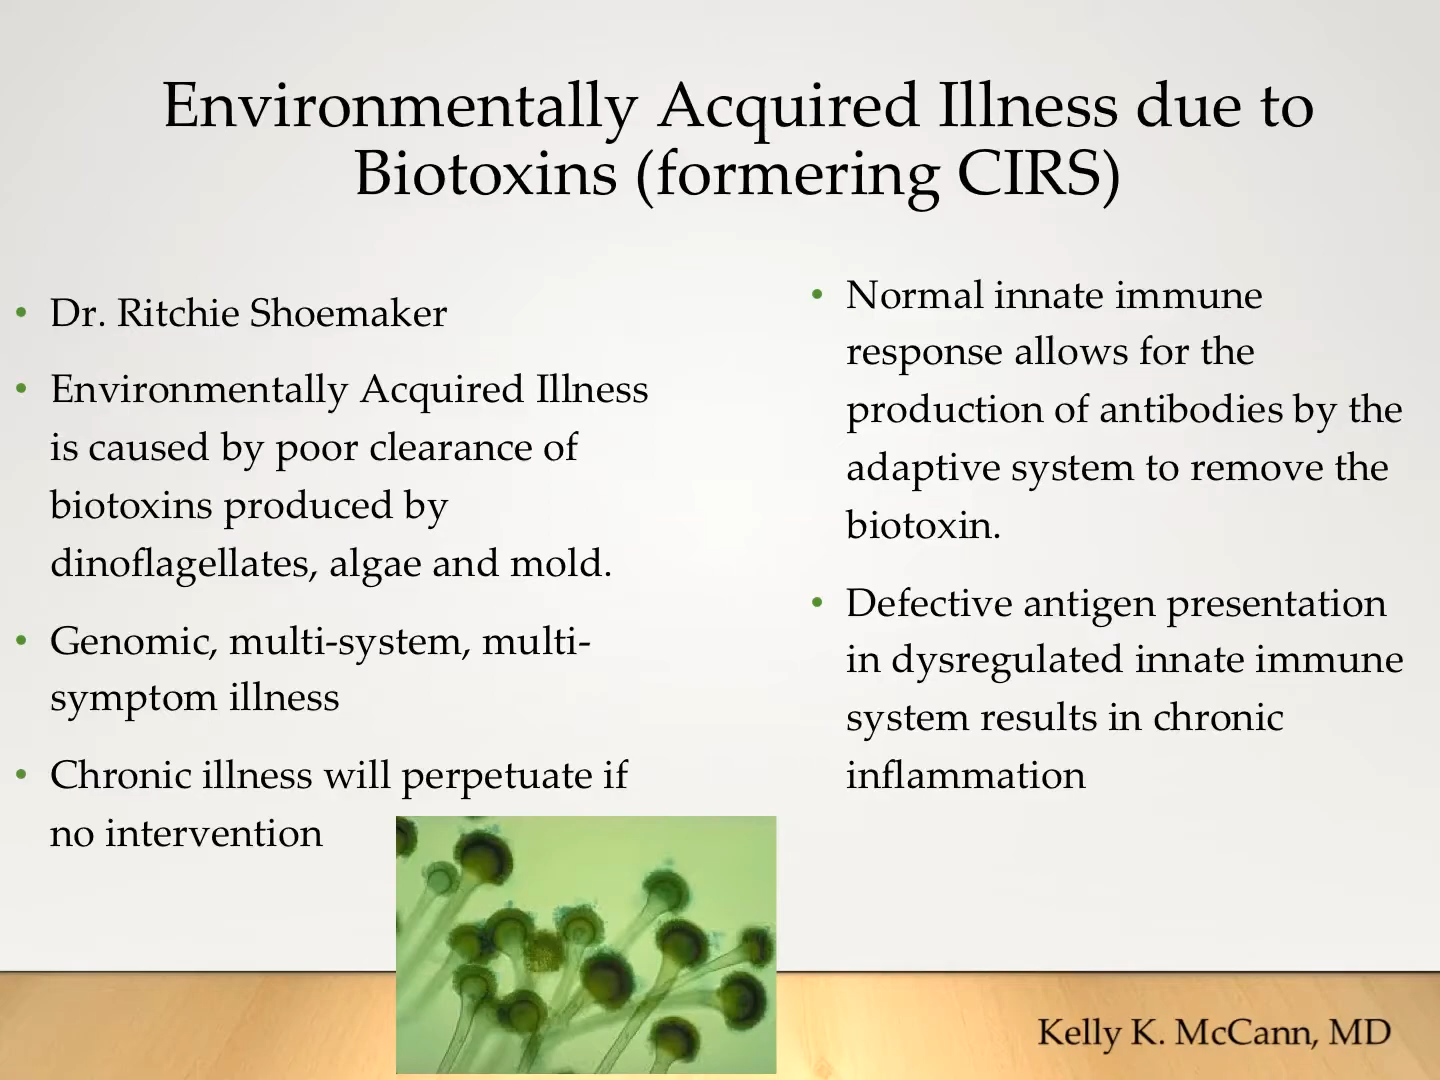 Environmentally Acquired Illness due to
Biotoxins (formering CIRS)
• Dr. Ritchie Shoemaker
• Environmentally Acquired Illness
is caused by poor clearance of
biotoxins produced by
dinoflagellates, algae and mold.
• Genomic, multi-system, multi-
symptom illness
• Chronic illness will perpetuate if
no intervention
• Normal innate immune
response allows for the
production of antibodies by the
adaptive system to remove the
biotoxin.
• Defective antigen presentation
in dysregulated innate immune
system results in chronic
inflammation
Kelly K. McCann, MD